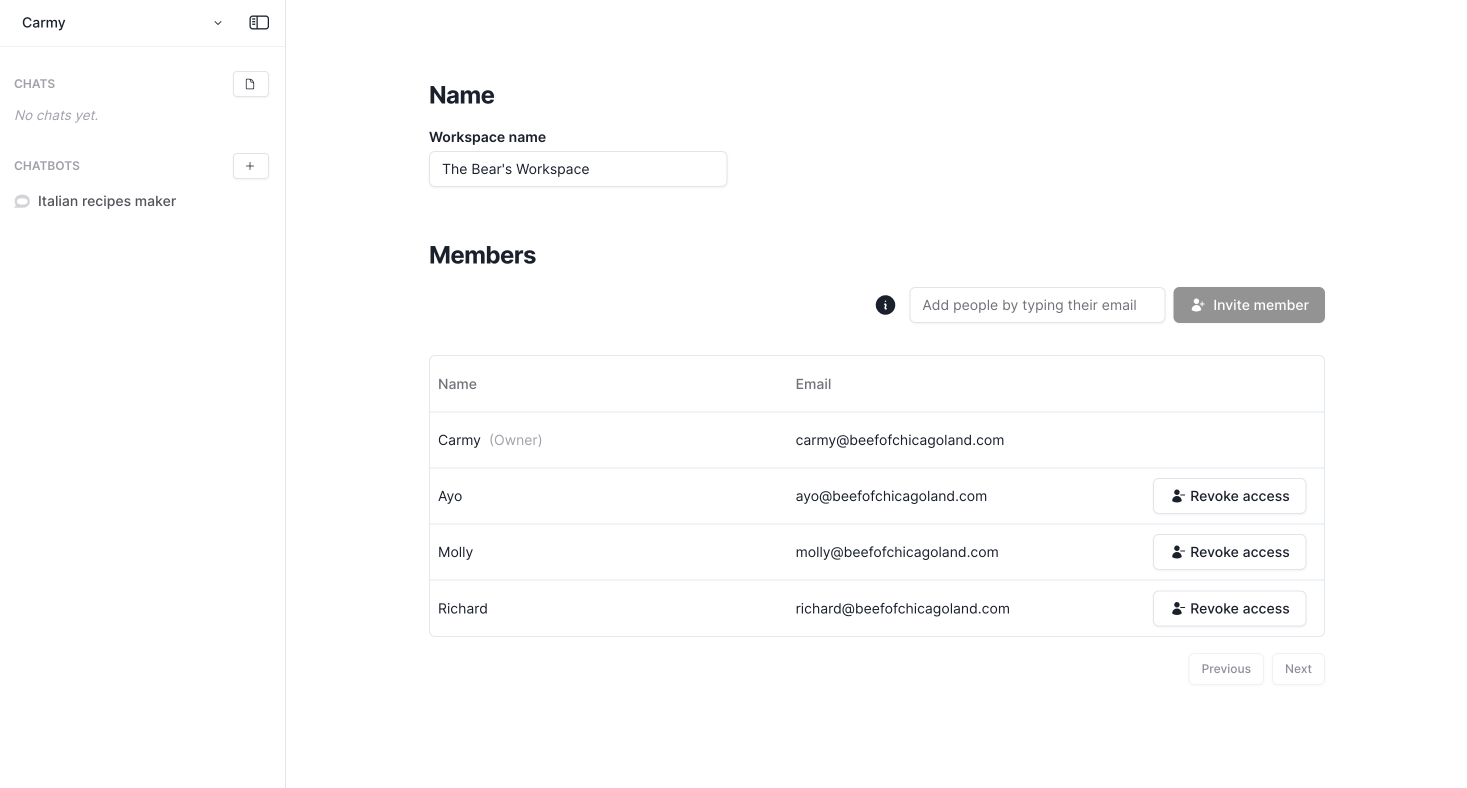 Carmy
CHATS
No chats yet.
CHATBOTS
+
Italian recipes maker
Name
Workspace name
The Bear's Workspace
Members
Add people by typing their email Invite member
Name Email
Carmy (Owner) carmy@beefofchicagoland.com
Ayo ayo@beefofchicagoland.com Revoke access
Molly molly@beefofchicagoland.com Revoke access
Richard richard@beefofchicagoland.com Revoke access
Previous Next